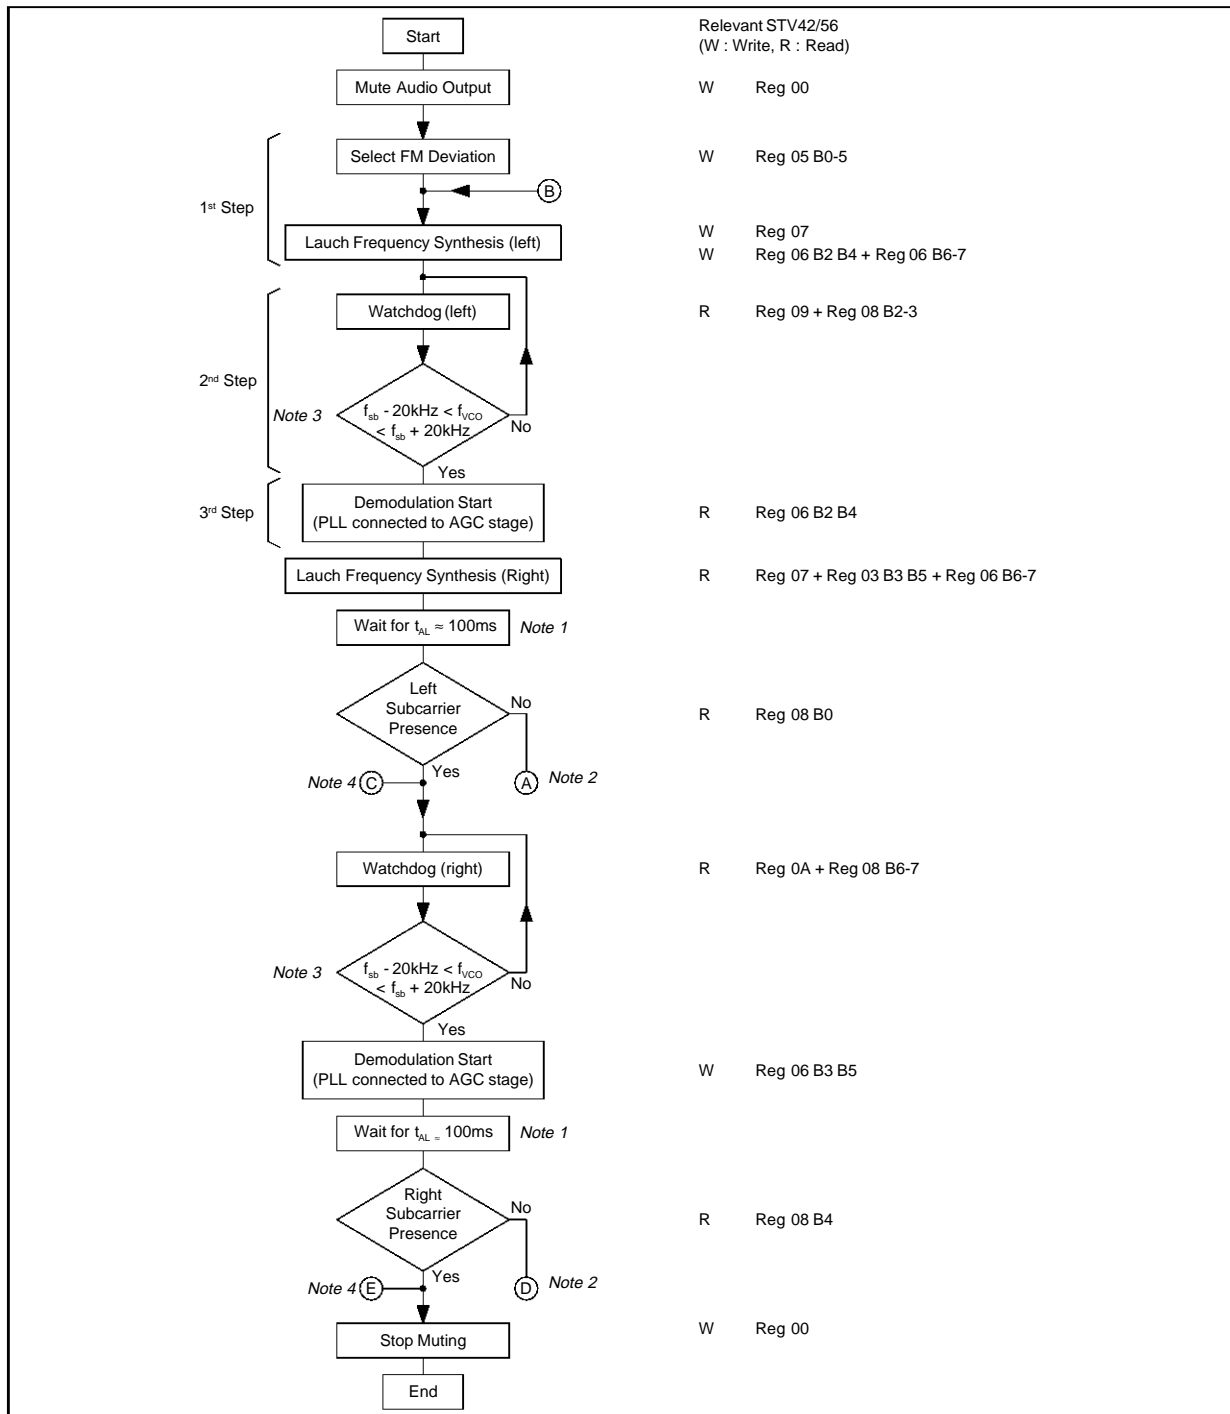 Start
Relevant STV42/56
(W : Write, R : Read)
Mute Audio Output
W Reg 00
1st Step
Select FM Deviation
W Reg 05 B0-5
B
Lauch Frequency Synthesis (left)
W Reg 07
W Reg 06 B2 B4 + Reg 06 B6-7
2nd Step
Watchdog (left)
R Reg 09 + Reg 08 B2-3
Note 3
fsb - 20kHz < fVCO
< fsb + 20kHz
No
Yes
3rd Step
Demodulation Start
(PLL connected to AGC stage)
R Reg 06 B2 B4
Lauch Frequency Synthesis (Right)
R Reg 07 + Reg 03 B3 B5 + Reg 06 B6-7
Wait for tAL ≈ 100ms
Note 1
Left
Subcarrier
Presence
No
R Reg 08 B0
Yes
Note 4
C
A
Note 2
Watchdog (right)
R Reg 0A + Reg 08 B6-7
Note 3
fsb - 20kHz < fVCO
< fsb + 20kHz
No
Yes
Demodulation Start
(PLL connected to AGC stage)
W Reg 06 B3 B5
Wait for tAL ≈ 100ms
Note 1
Right
Subcarrier
Presence
No
R Reg 08 B4
Yes
Note 4
E
D
Note 2
Stop Muting
W Reg 00
End